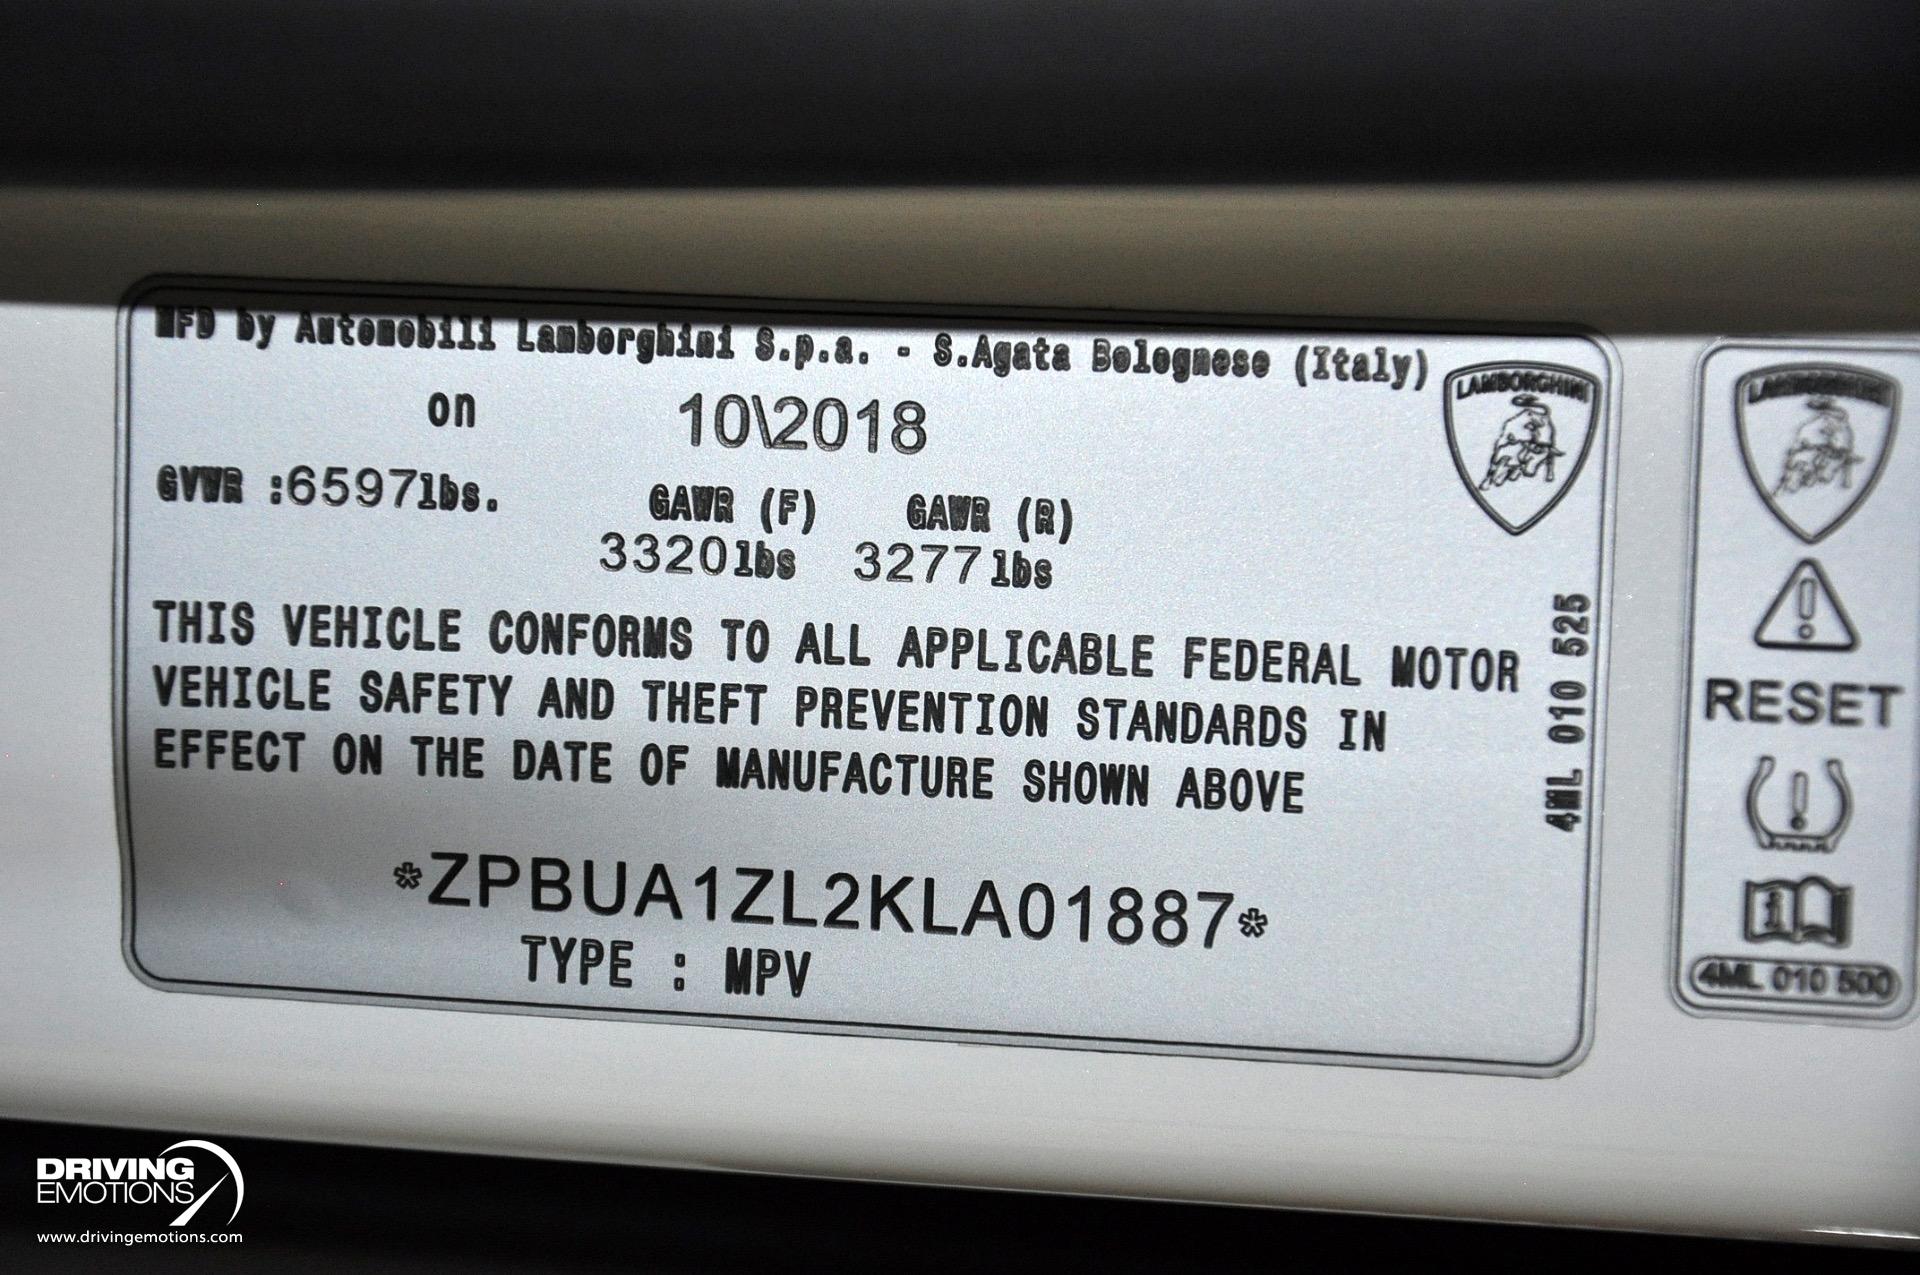 MFD by Automobili Lamborghini S.p.a. - S.Agata Bolognese (Italy)
on 10\2018
GVWR :6597lbs. GAWR (F) GAWR (R)
3320lbs 3277lbs
THIS VEHICLE CONFORMS TO ALL APPLICABLE FEDERAL MOTOR
VEHICLE SAFETY AND THEFT PREVENTION STANDARDS IN
EFFECT ON THE DATE OF MANUFACTURE SHOWN ABOVE
*ZPBUA1ZL2KLA01887*
TYPE : MPV
LAMBORGHINI
4ML 010 525
LAMBORGHINI
RESET
4ML 010 500
DRIVING
EMOTIONS
www.drivingemotions.com